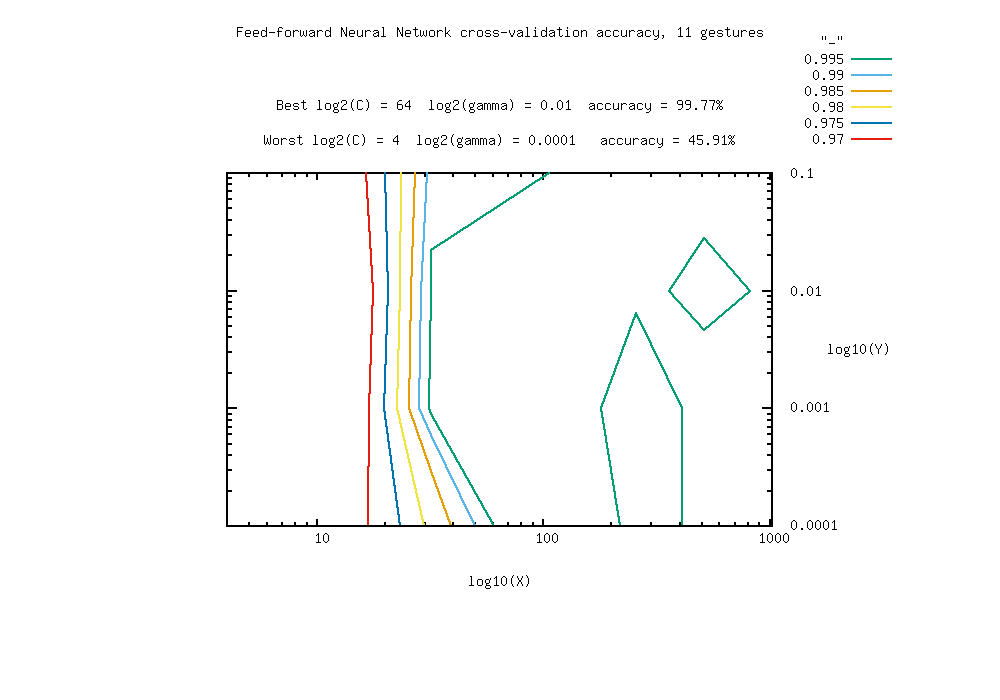 Feed-forward Neural Network cross-validation accuracy, 11 gestures
"_"
0.995
0.99
0.985
0.98
0.975
0.97
Best log2(C) = 64  log2(gamma) = 0.01  accuracy = 99.77%
Worst log2(C) = 4  log2(gamma) = 0.0001   accuracy = 45.91%
0.1
0.01
log10(Y)
0.001
0.0001
10 100 1000
log10(X)